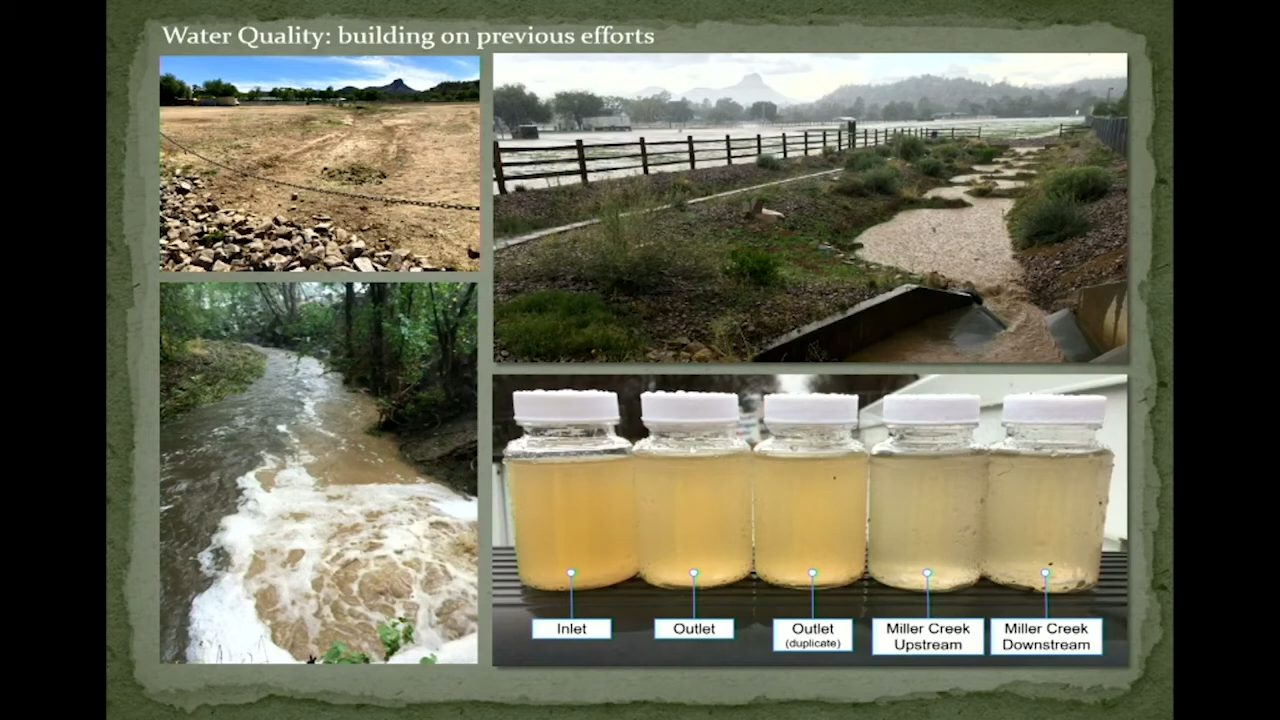 Water Quality: building on previous efforts
Inlet
Outlet
Outlet
(duplicate)
Miller Creek
Upstream
Miller Creek
Downstream